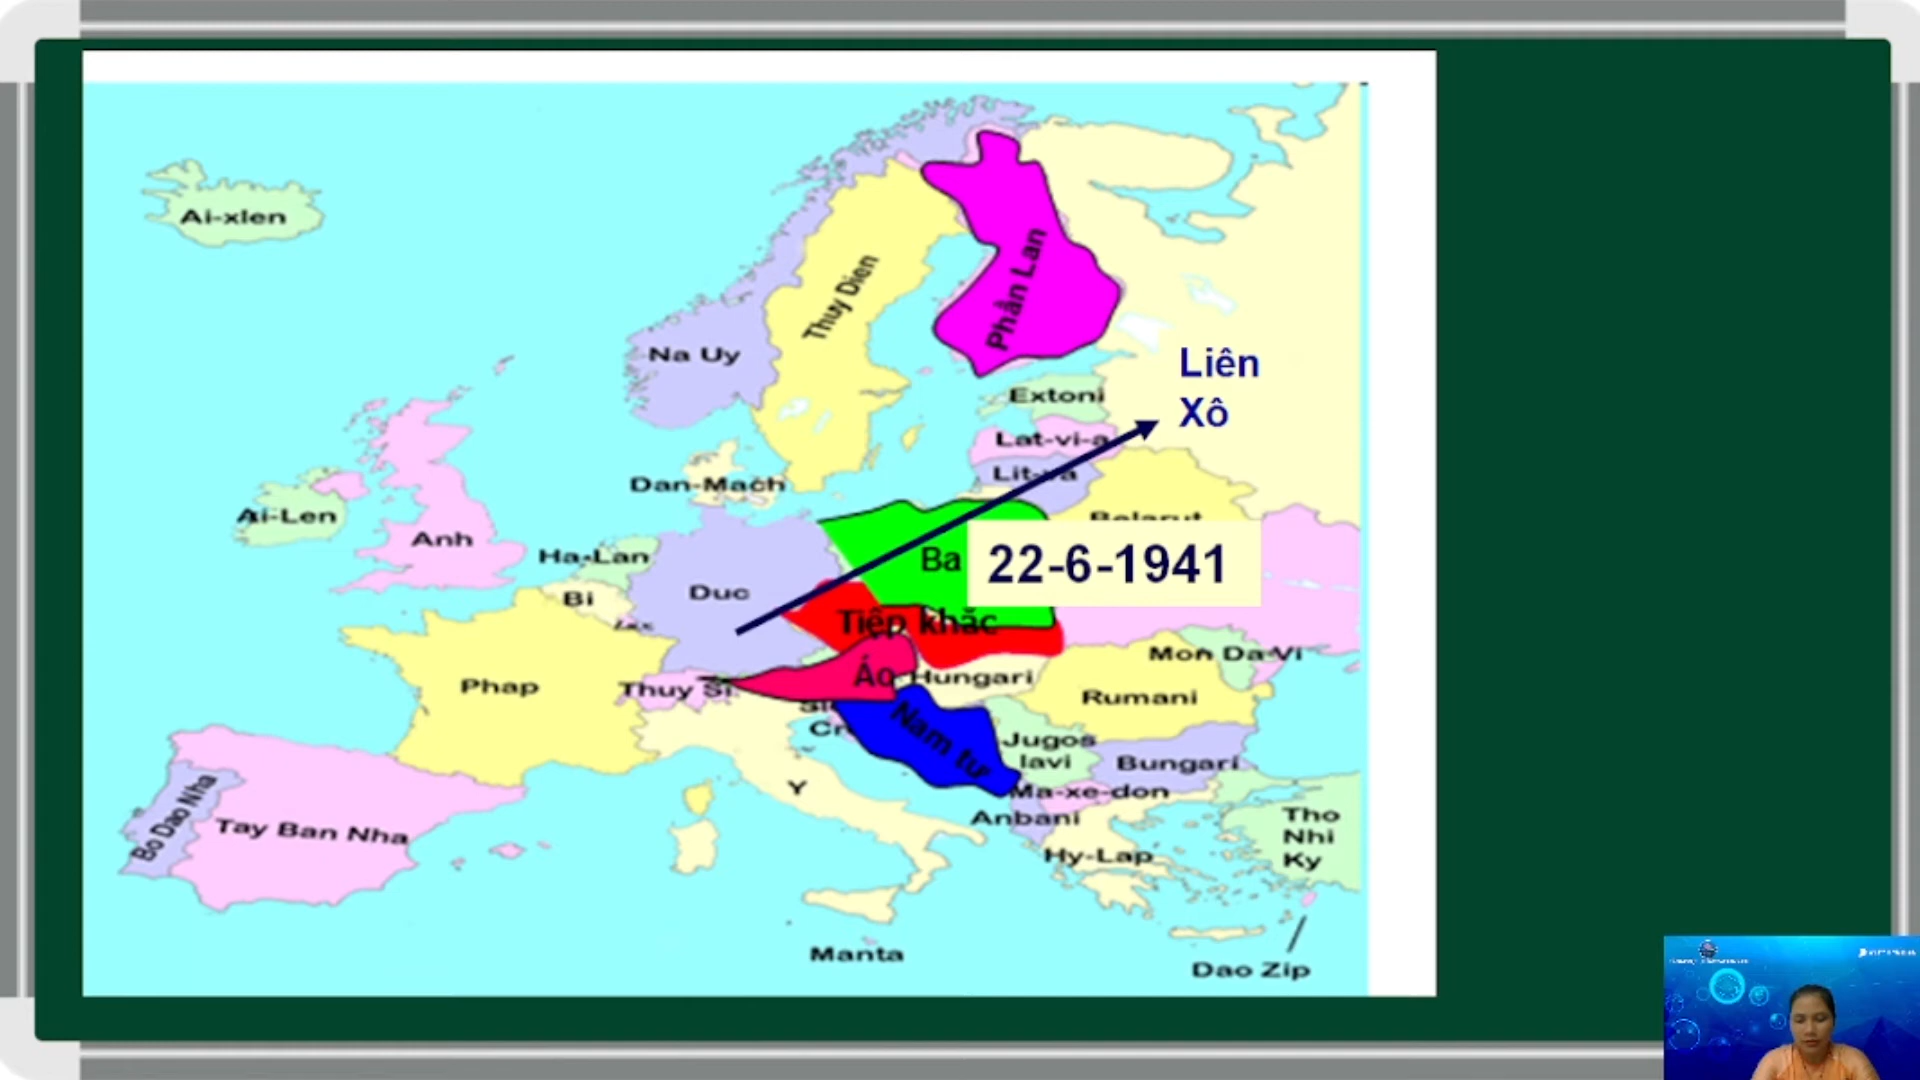 Ai-xlen
Phần Lan
Thuy Dien
Na Uy
Liên
Xô
Extoni
Lat-vi-a
Dan-Mach
Ai-Len
Anh
Ha-Lan
Ba
22-6-1941
Bi
Duc
Tiệp khắc
Mon Da-Vi
Áo
Hungari
Phap
Thuy Si
Rumani
Nam tư
Jugos
lavi
Bungari
Y
Ma-xe-don
Bo Dao Nha
Tay Ban Nha
Anbani
Tho
Nhi
Ky
Hy-Lap
Manta
Dao Zip